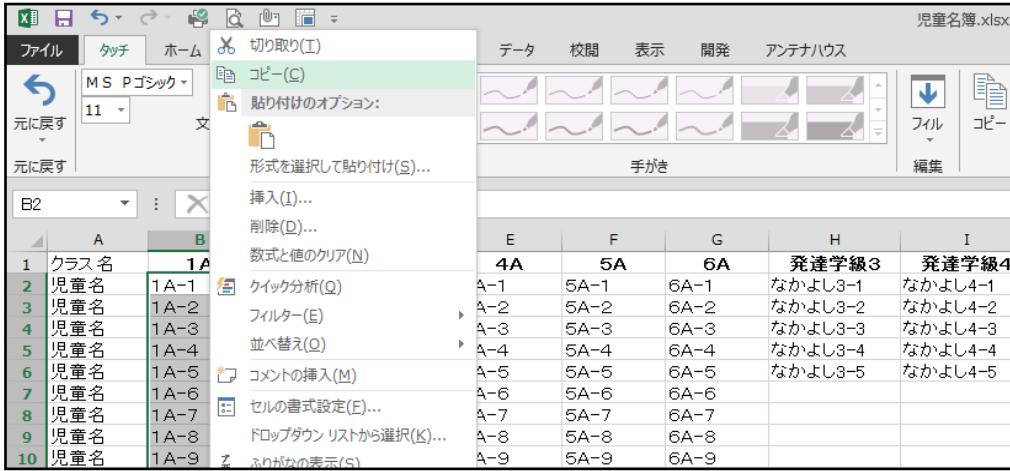 児童名簿.xlsx
ファイル タッチ ホーム データ 校閲 表示 開発 アンテナハウス
元に戻す
ＭＳ Ｐゴシック
11
文
元に戻す
手がき
フィル
コピー
編集
切り取り(T)
コピー(C)
貼り付けのオプション:
形式を選択して貼り付け(S)...
挿入(I)...
削除(D)...
数式と値のクリア(N)
クイック分析(Q)
フィルター(E)
並べ替え(O)
コメントの挿入(M)
セルの書式設定(F)...
ドロップダウン リストから選択(K)...
ふりがなの表示(S)
B2
A B E F G H I
1 クラス名 1A 4A 5A 6A 発達学級3 発達学級4
2 児童名 1A-1 A-1 5A-1 6A-1 なかよし3-1 なかよし4-1
3 児童名 1A-2 A-2 5A-2 6A-2 なかよし3-2 なかよし4-2
4 児童名 1A-3 A-3 5A-3 6A-3 なかよし3-3 なかよし4-3
5 児童名 1A-4 A-4 5A-4 6A-4 なかよし3-4 なかよし4-4
6 児童名 1A-5 A-5 5A-5 6A-5 なかよし3-5 なかよし4-5
7 児童名 1A-6 A-6 5A-6 6A-6
8 児童名 1A-7 A-7 5A-7 6A-7
9 児童名 1A-8 A-8 5A-8 6A-8
10 児童名 1A-9 A-9 5A-9 6A-9